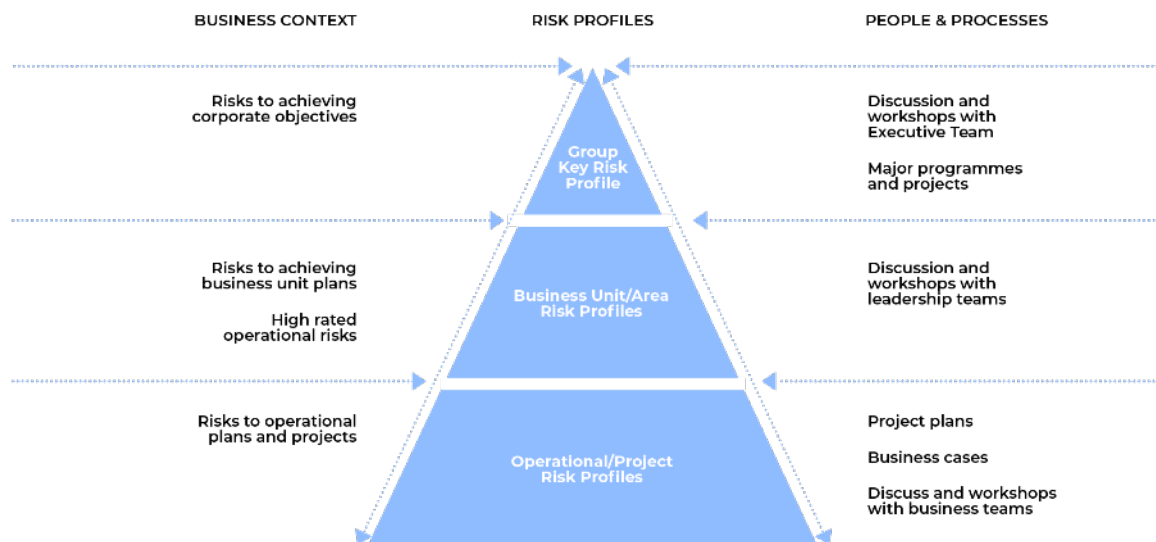 BUSINESS CONTEXT
RISK PROFILES
PEOPLE & PROCESSES
Risks to achieving
corporate objectives
Group
Key Risk
Profile
Discussion and
workshops with
Executive Team
Major programmes
and projects
Risks to achieving
business unit plans
High rated
operational risks
Business Unit/Area
Risk Profiles
Discussion and
workshops with
leadership teams
Risks to operational
plans and projects
Operational/Project
Risk Profiles
Project plans
Business cases
Discuss and workshops
with business teams